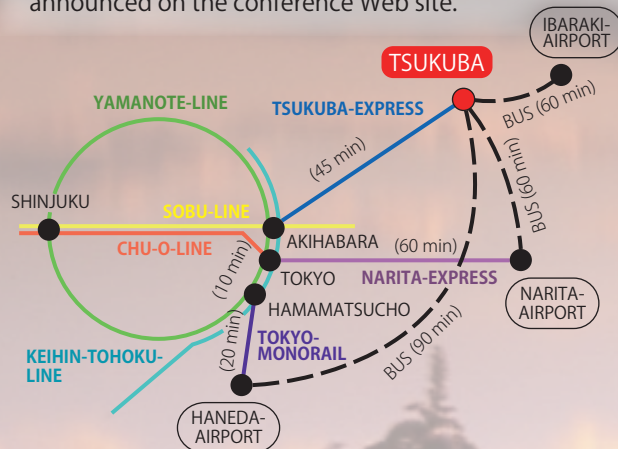 announced on the conference Web site.
IBARAKI-
AIRPORT
TSUKUBA
YAMANOTE-LINE
TSUKUBA-EXPRESS
BUS (60 min)
(45 min)
BUS (60 min)
SHINJUKU
SOBU-LINE
CHU-O-LINE
AKIHABARA
(60 min)
(10 min)
TOKYO
NARITA-EXPRESS
NARITA-
AIRPORT
HAMAMATSUCHO
(20 min)
TOKYO-
MONORAIL
BUS (90 min)
KEIHIN-TOHOKU-
LINE
HANEDA-
AIRPORT